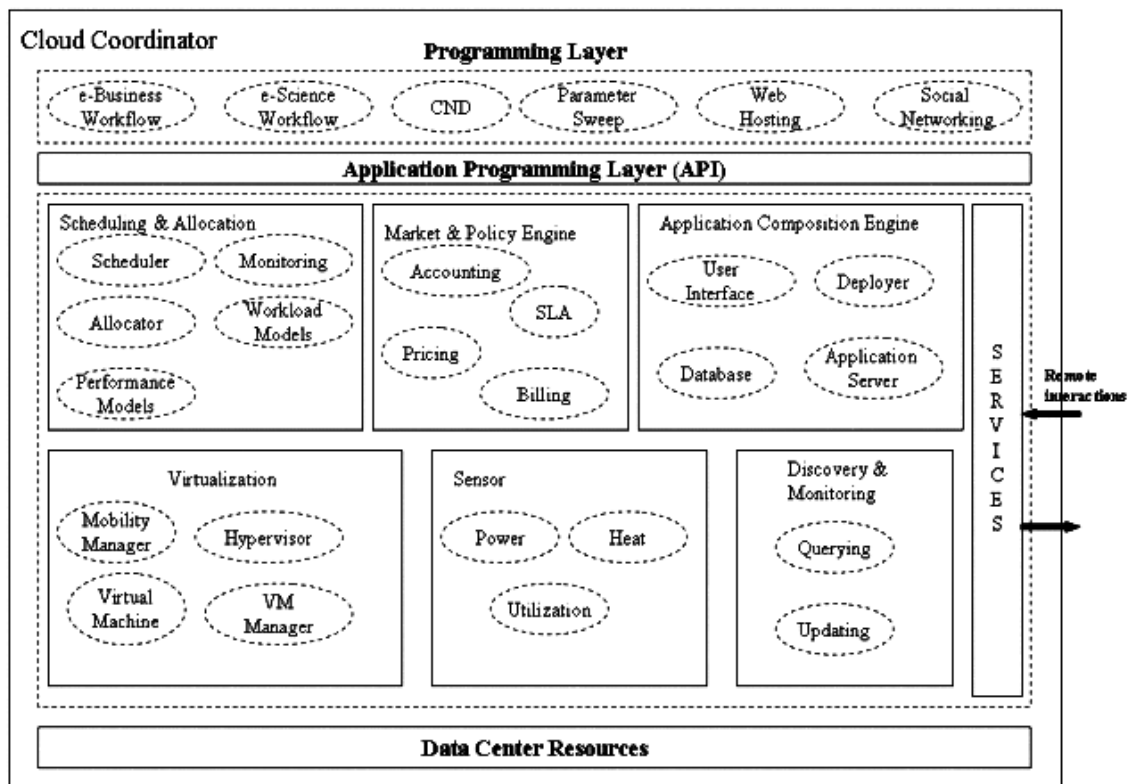 Cloud Coordinator
Programming Layer
e-Business
Workflow
e-Science
Workflow
CND
Parameter
Sweep
Web
Hosting
Social
Networking
Application Programming Layer (API)
Scheduling & Allocation
Scheduler
Monitoring
Allocator
Workload
Models
Performance
Models
Market & Policy Engine
Accounting
SLA
Pricing
Billing
Application Composition Engine
User
Interface
Deployer
Database
Application
Server
Virtualization
Mobility
Manager
Hypervisor
Virtual
Machine
VM
Manager
Sensor
Power
Heat
Utilization
Discovery &
Monitoring
Querying
Updating
SERVICES
Remote
interactions
Data Center Resources